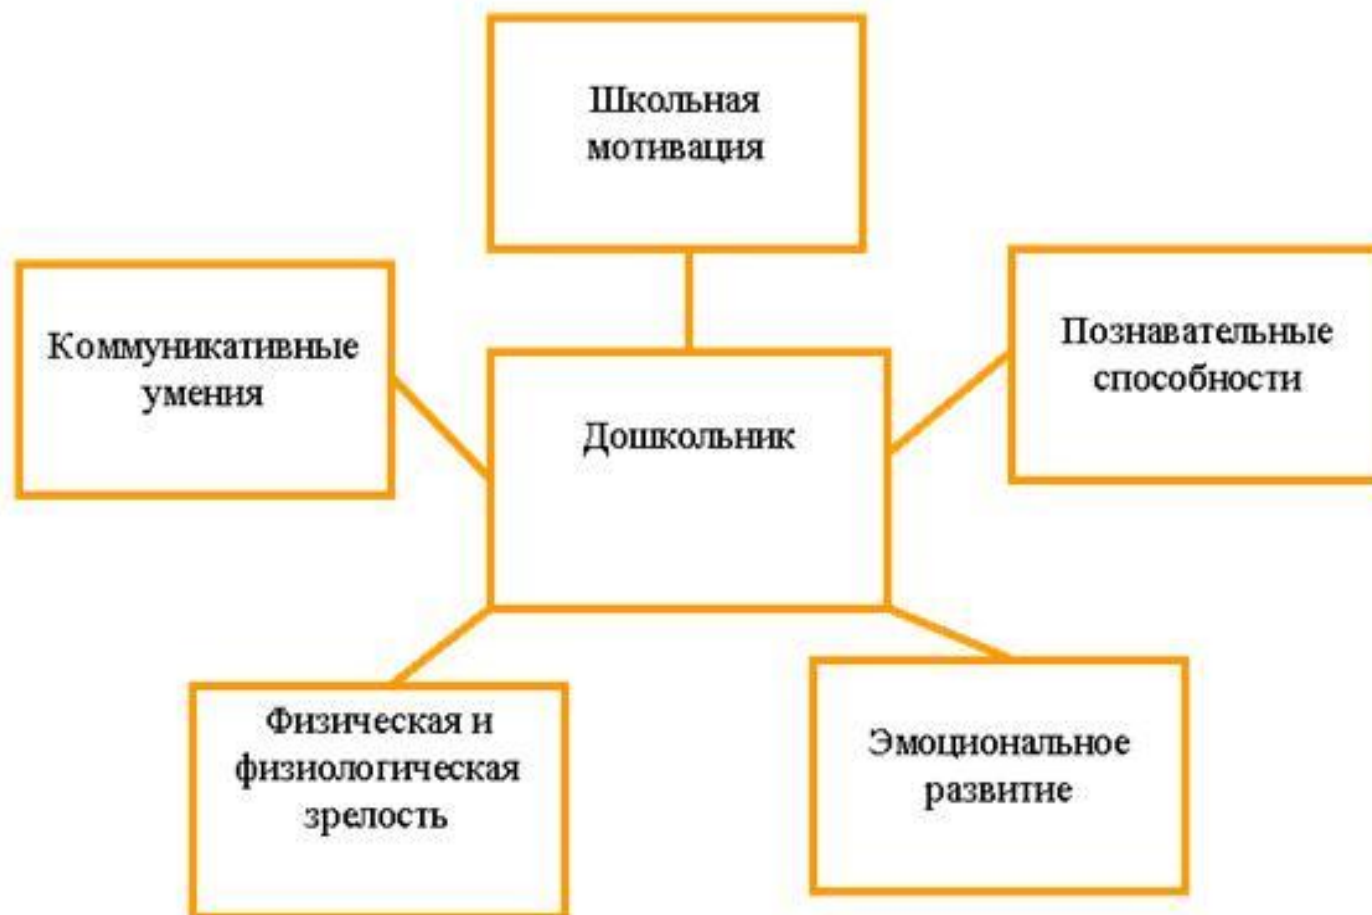 Школьная
мотивация
Коммуникативные
умения
Познавательные
способности
Дошкольник
Физическая и
физиологическая
зрелость
Эмоциональное
развитие